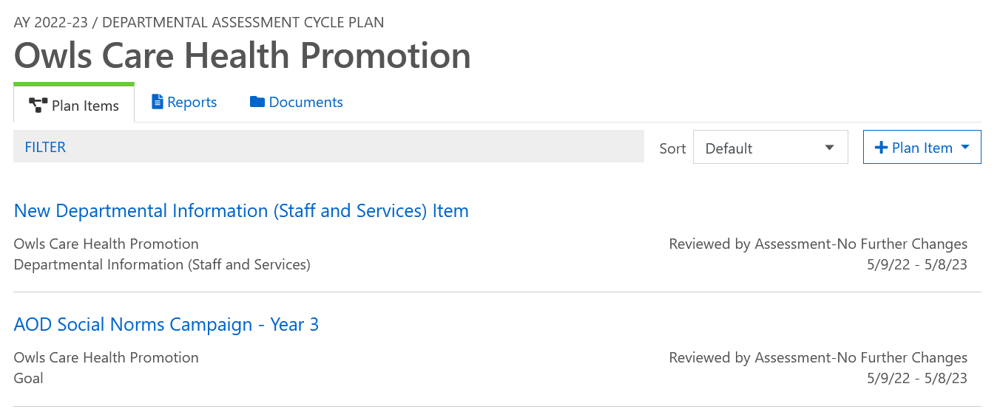 AY 2022-23 / DEPARTMENTAL ASSESSMENT CYCLE PLAN
Owls Care Health Promotion
Plan Items Reports Documents
FILTER Sort Default Plan Item
New Departmental Information (Staff and Services) Item
Owls Care Health Promotion Reviewed by Assessment-No Further Changes
Departmental Information (Staff and Services) 5/9/22 - 5/8/23
AOD Social Norms Campaign - Year 3
Owls Care Health Promotion Reviewed by Assessment-No Further Changes
Goal 5/9/22 - 5/8/23